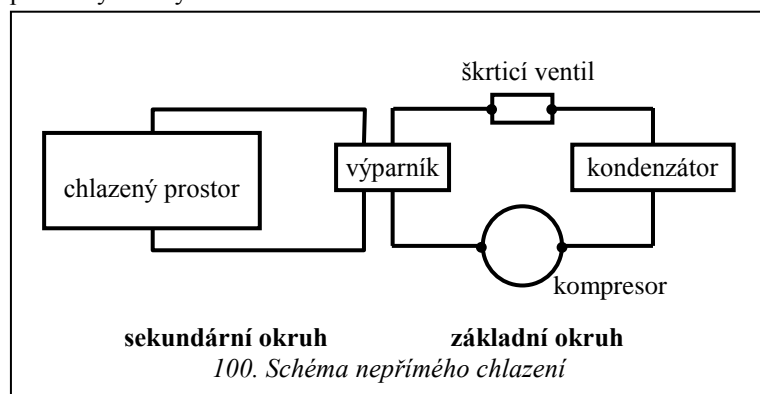 škrticí ventil
chlazený prostor
výparník
kondenzátor
kompresor
sekundární okruh základní okruh
100. Schéma nepřímého chlazení